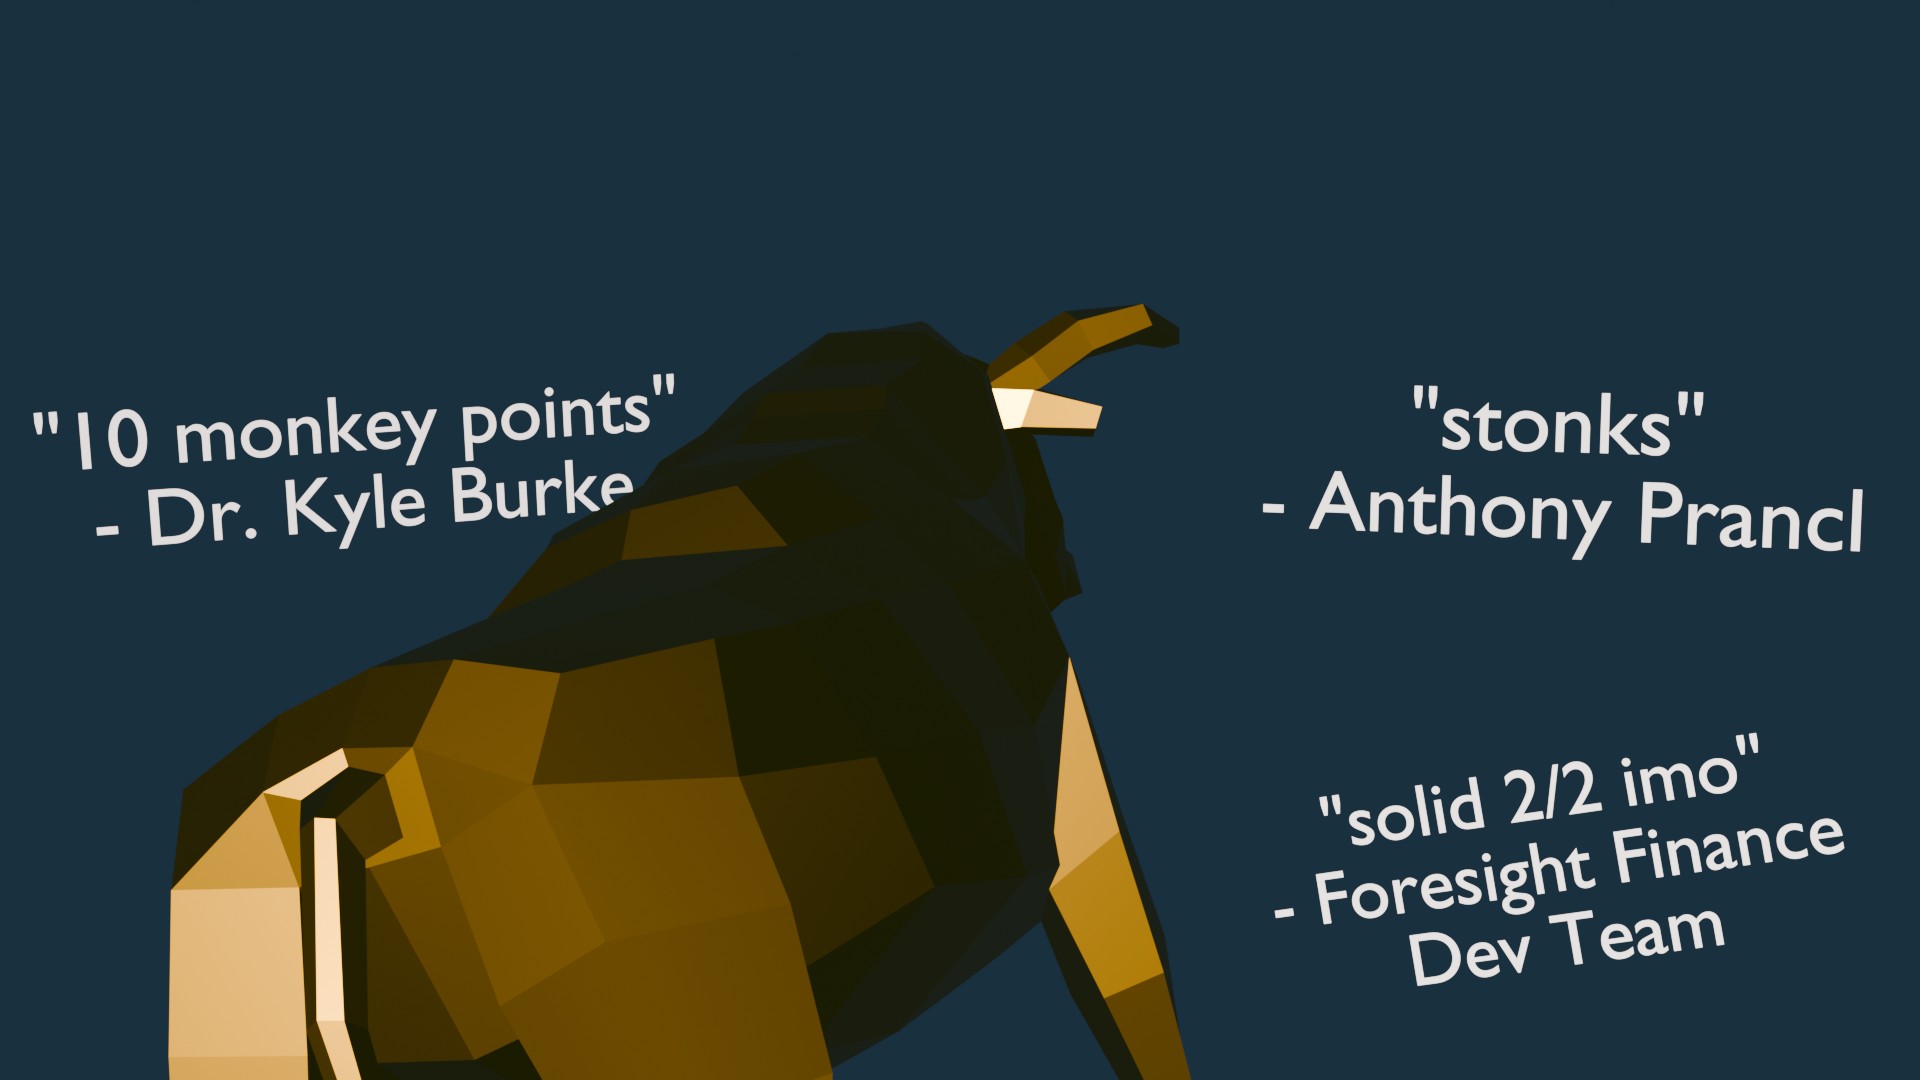 "10 monkey points"
- Dr. Kyle Burke
"stonks"
- Anthony Prancl
"solid 2/2 imo"
- Foresight Finance
Dev Team